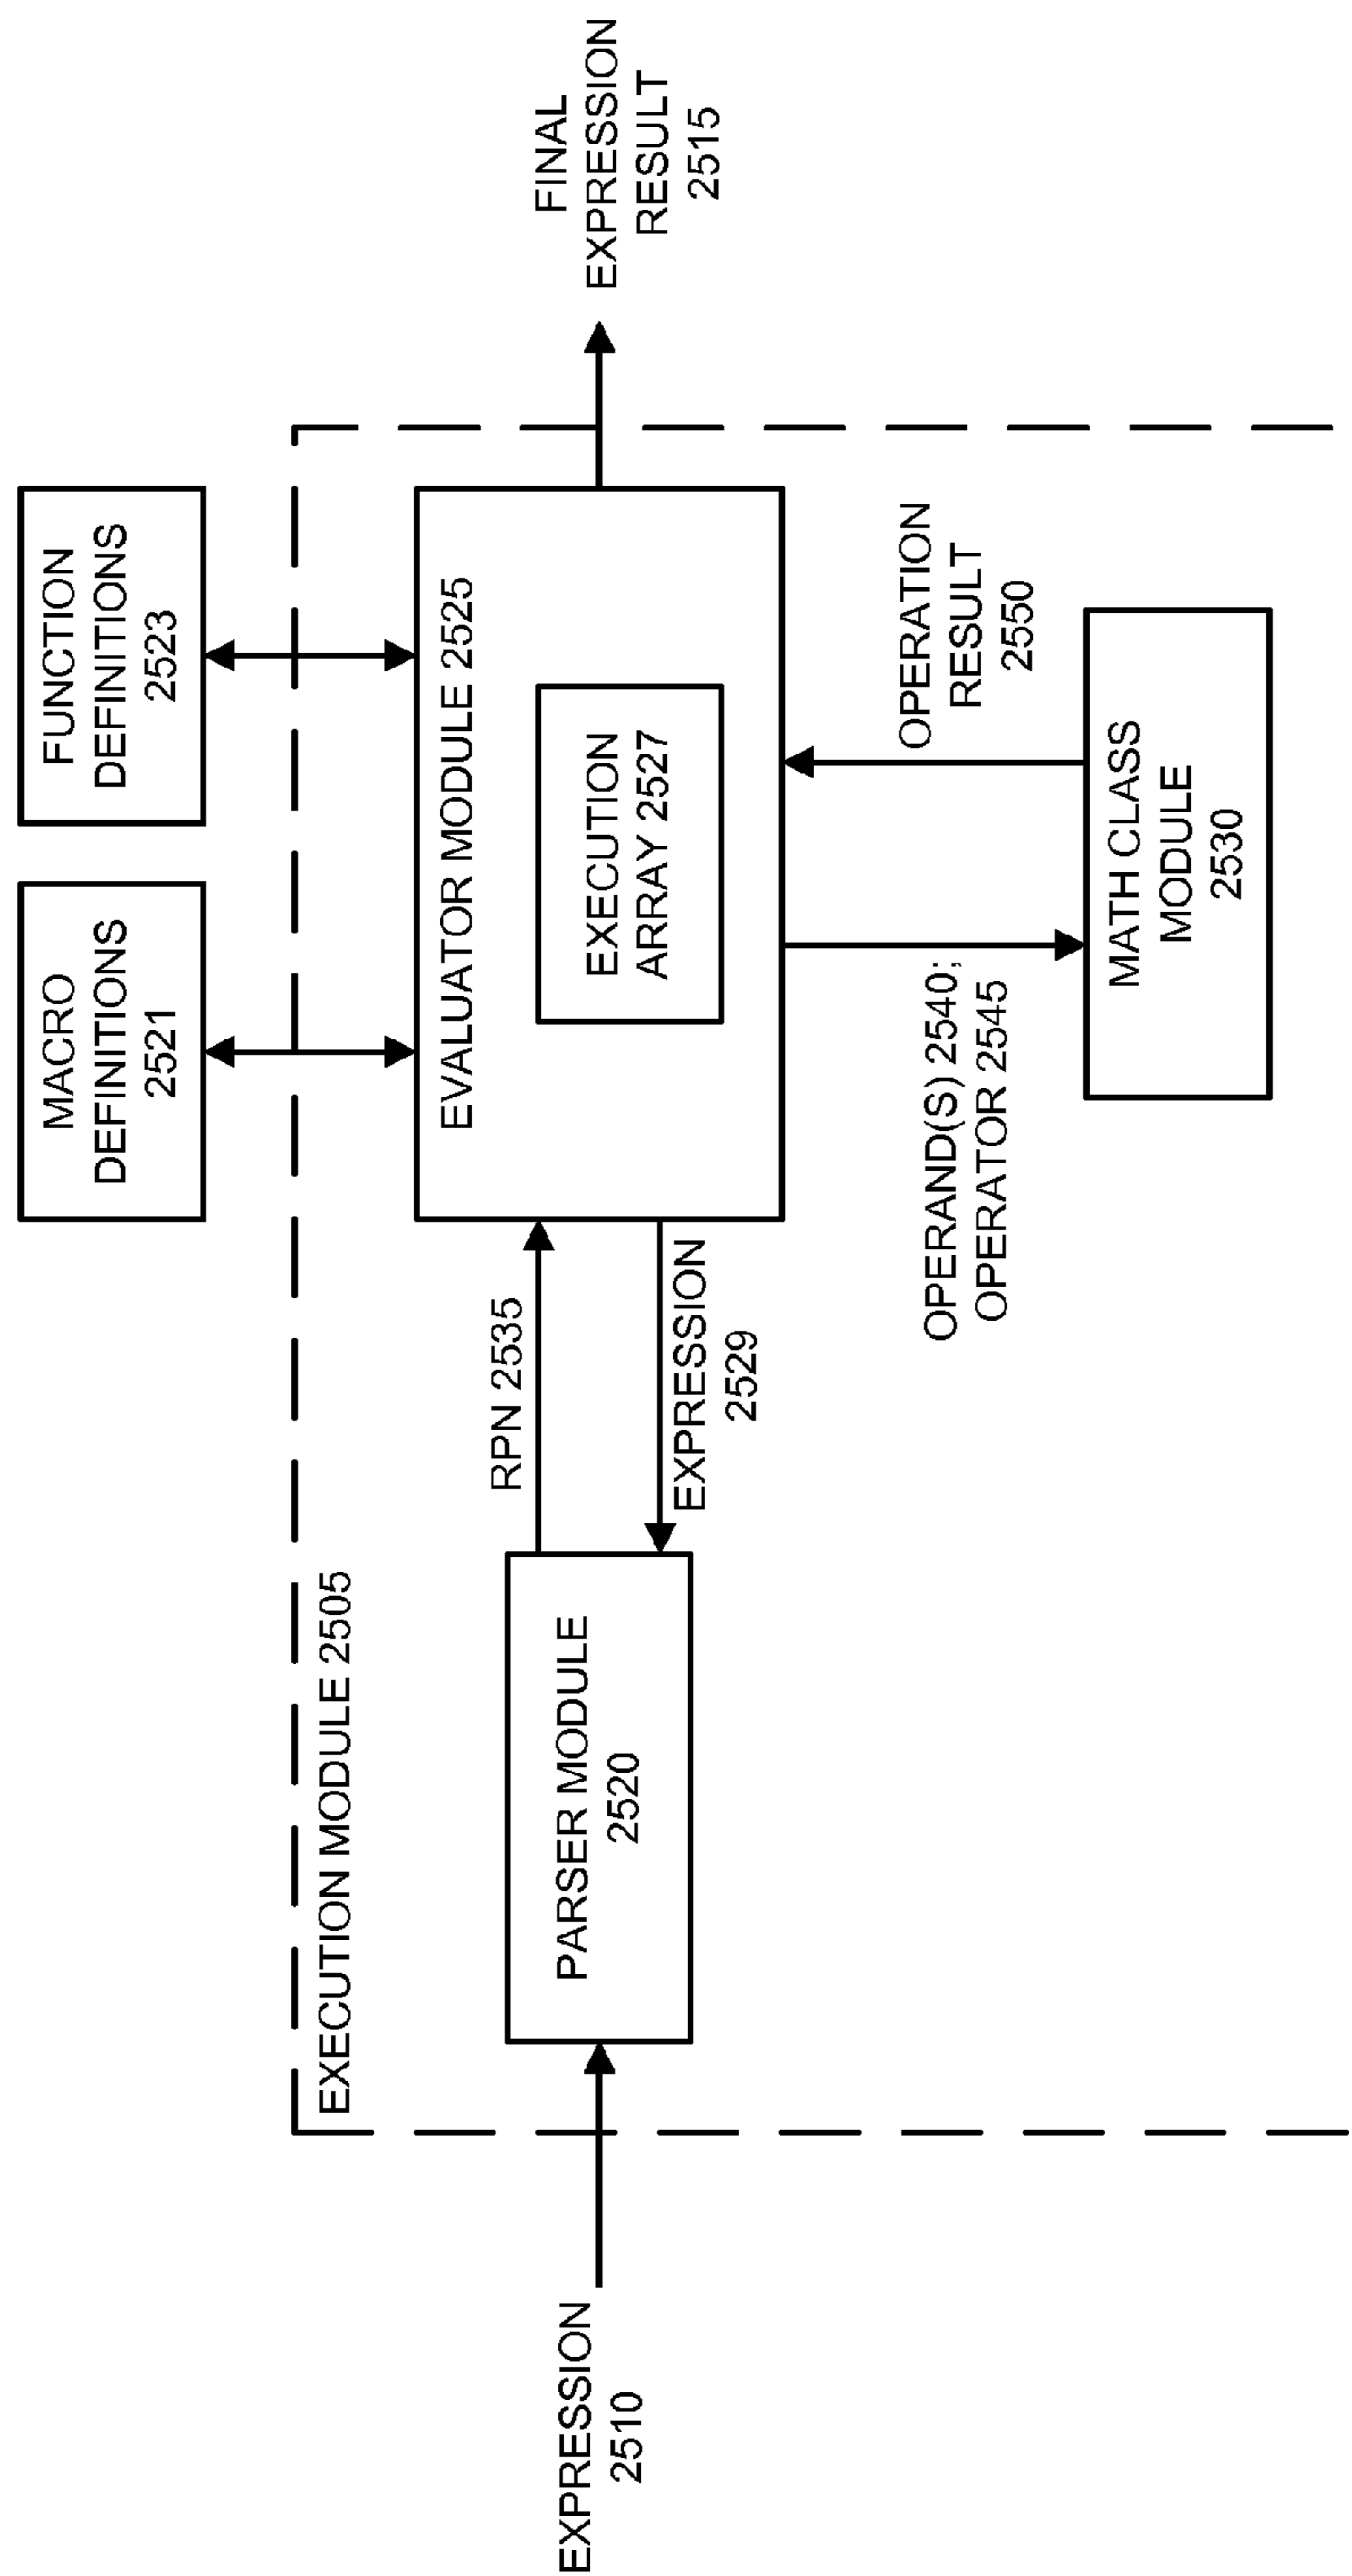 MACRO
DEFINITIONS
2521
FUNCTION
DEFINITIONS
2523
EXECUTION MODULE 2505
EXPRESSION
2510
PARSER MODULE
2520
RPN 2535
EXPRESSION
2529
EVALUATOR MODULE 2525
EXECUTION
ARRAY 2527
FINAL
EXPRESSION
RESULT
2515
OPERAND(S) 2540;
OPERATOR 2545
OPERATION
RESULT
2550
MATH CLASS
MODULE
2530